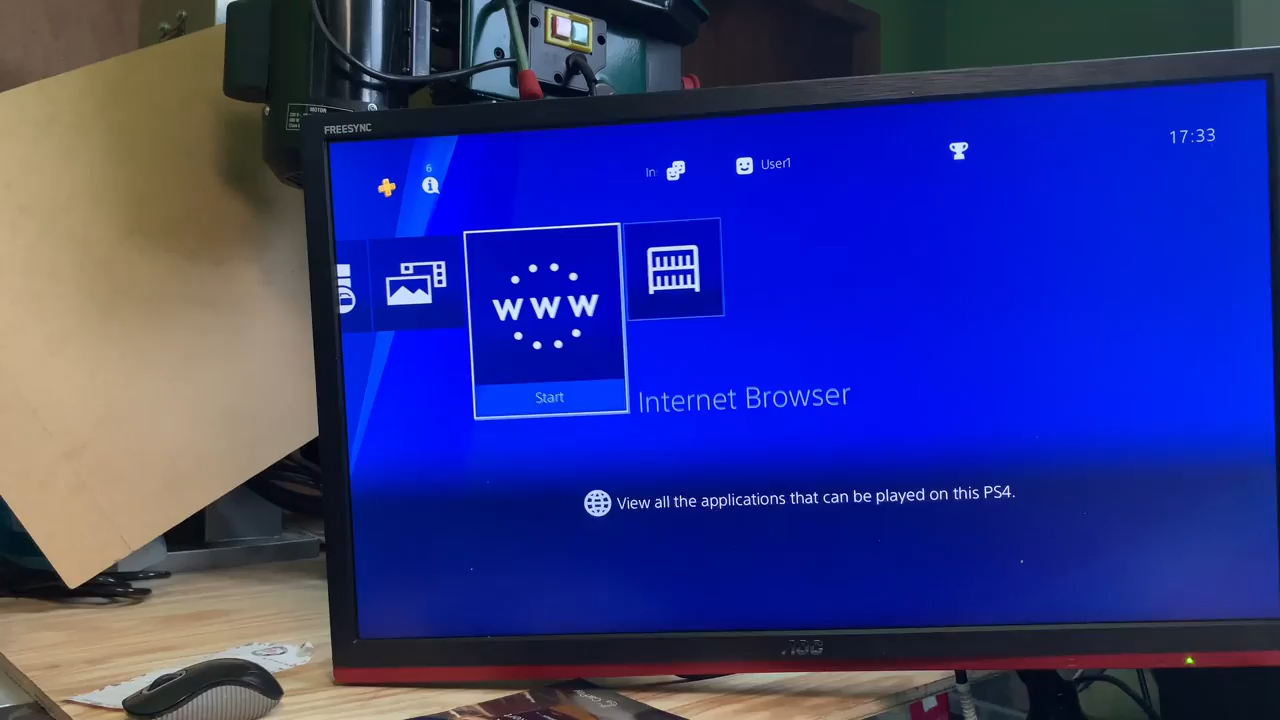 MOTOR
FREESYNC
17:33
6
In
User1
WWW
Start
Internet Browser
View all the applications that can be played on this PS4.
AOC